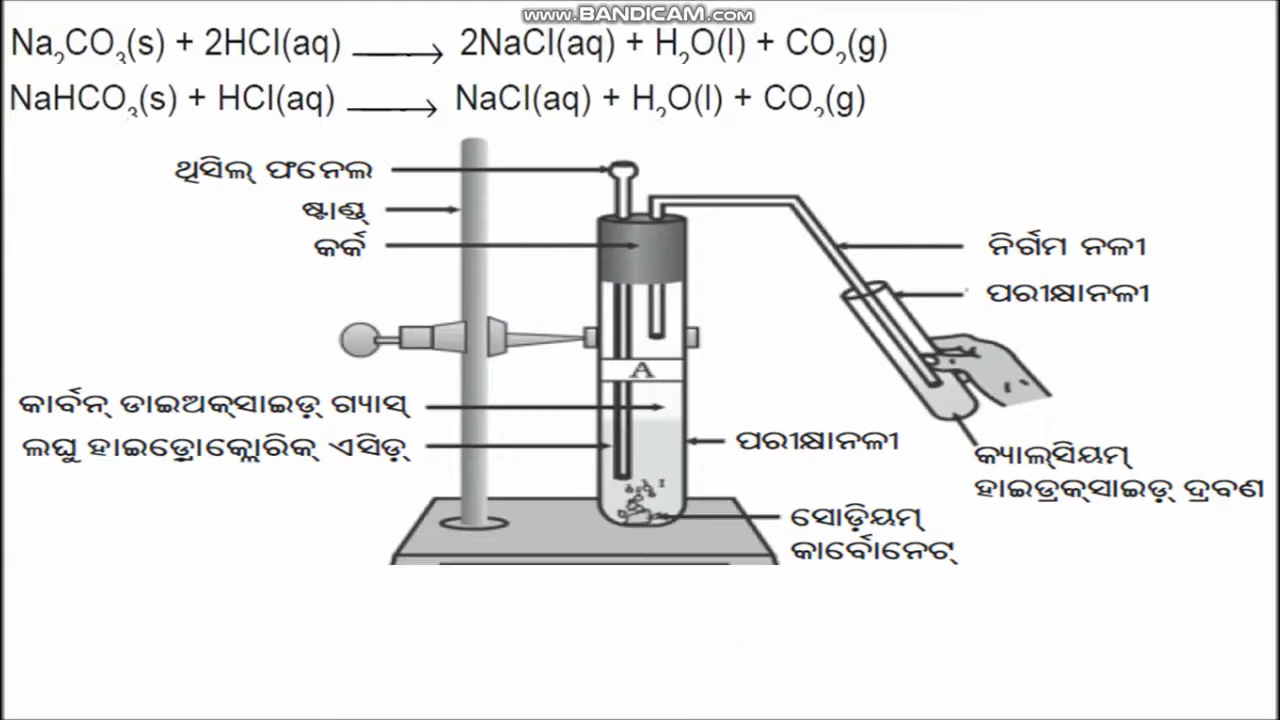 www.BANDICAM.com
Na₂CO₃(s) + 2HCl(aq) ⟶ 2NaCl(aq) + H₂O(l) + CO₂(g)
NaHCO₃(s) + HCl(aq) ⟶ NaCl(aq) + H₂O(l) + CO₂(g)
ଥିସିଲ୍ ଫନେଲ
ଷ୍ଟାଣ୍ଡ୍
କର୍କ
ନିର୍ଗମ ନଳୀ
ପରୀକ୍ଷାନଳୀ
A
କାର୍ବନ୍ ଡାଇଅକ୍‌ସାଇଡ଼୍ ଗ୍ୟାସ୍
ଲଘୁ ହାଇଡ୍ରୋକ୍ଲୋରିକ୍ ଏସିଡ଼୍
ପରୀକ୍ଷାନଳୀ
କ୍ୟାଲ୍‌ସିୟମ୍
ହାଇଡ୍ରକ୍‌ସାଇଡ଼୍ ଦ୍ରବଣ
ସୋଡ଼ିୟମ୍
କାର୍ବୋନେଟ୍